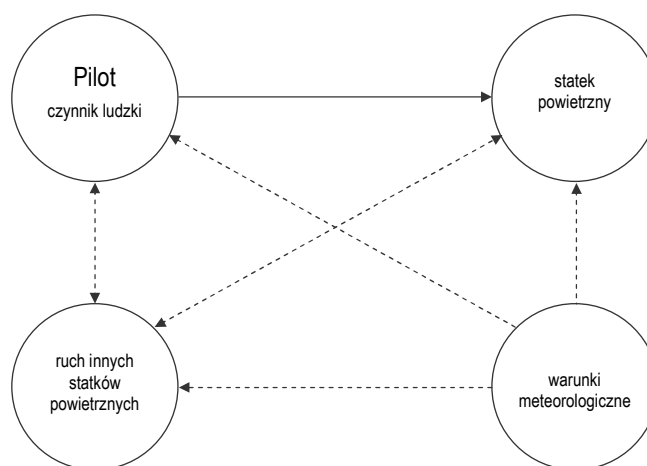 Pilot
czynnik ludzki
statek
powietrzny
ruch innych
statków
powietrznych
warunki
meteorologiczne